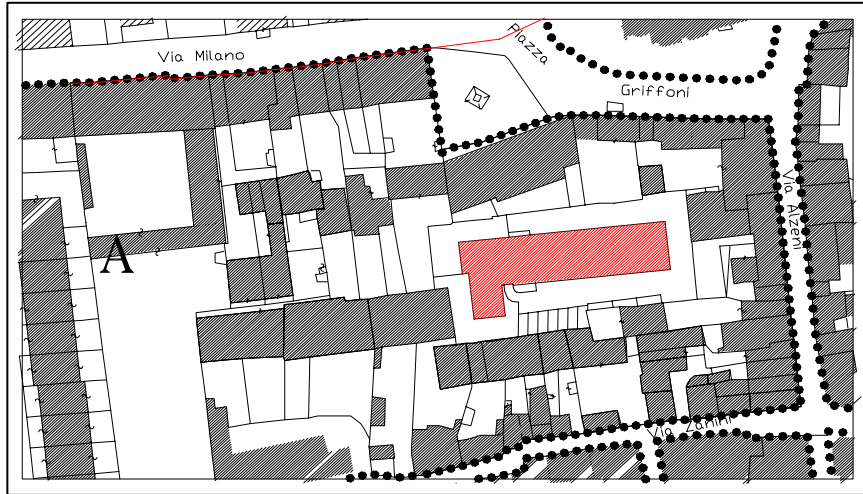 Via Milano
Piazza
Griffoni
Via Alzeni
A
Via Zanini